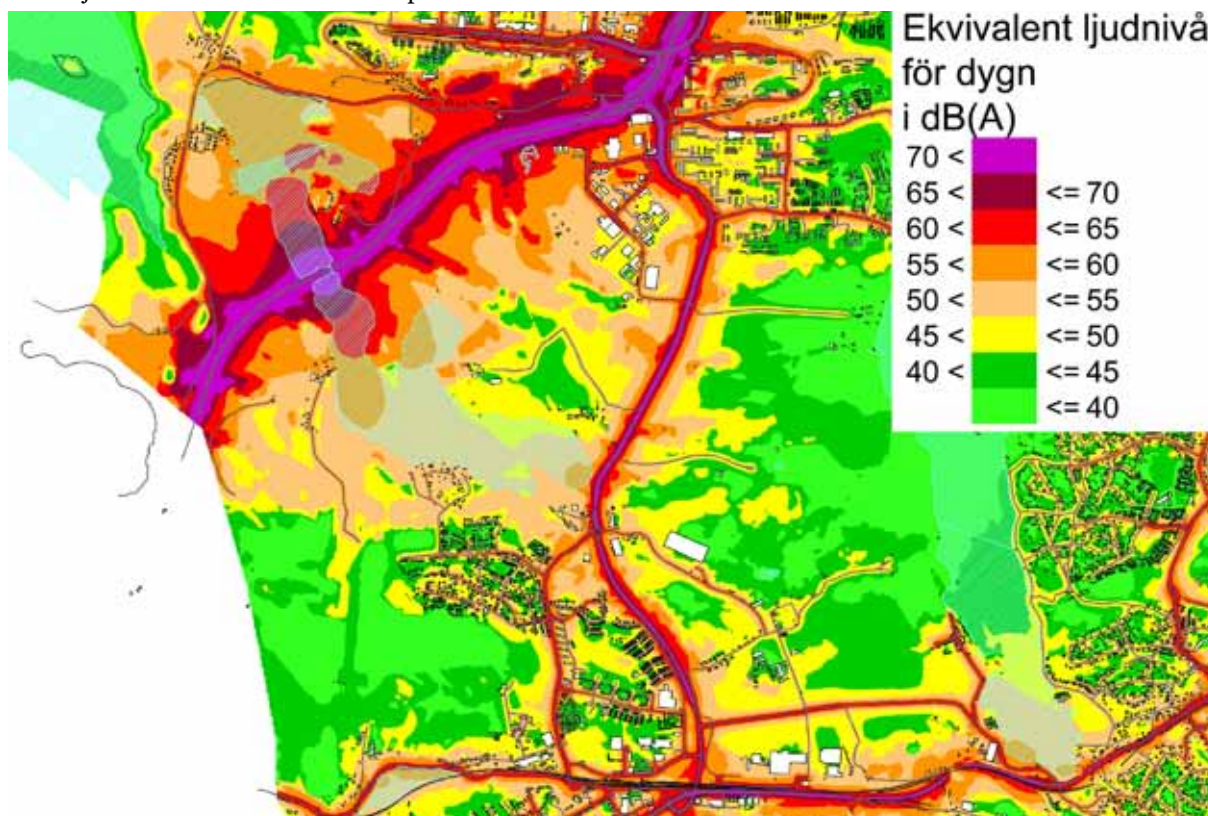 Ekvivalent ljudnivå
för dygn
i dB(A)
70 <
65 < <= 70
60 < <= 65
55 < <= 60
50 < <= 55
45 < <= 50
40 < <= 45
<= 40